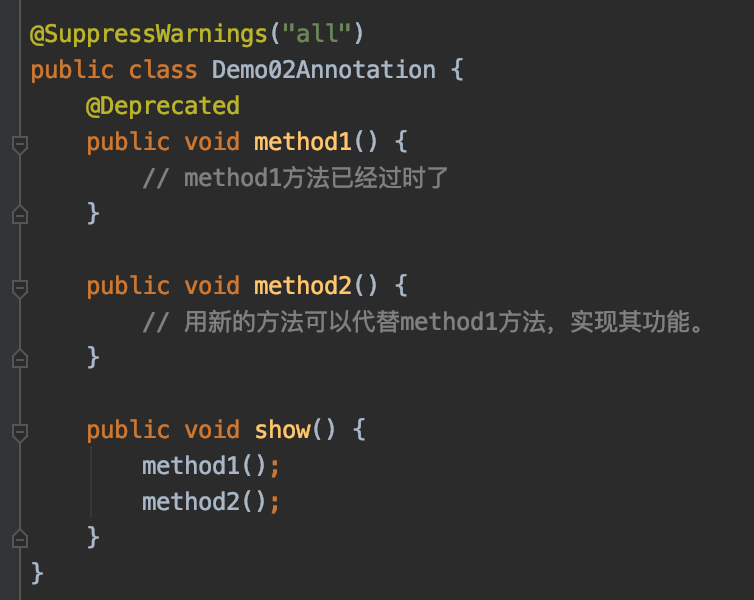 @SuppressWarnings("all")
public class Demo02Annotation {
    @Deprecated
    public void method1() {
        // method1方法已经过时了
    }

    public void method2() {
        // 用新的方法可以代替method1方法，实现其功能。
    }

    public void show() {
        method1();
        method2();
    }
}